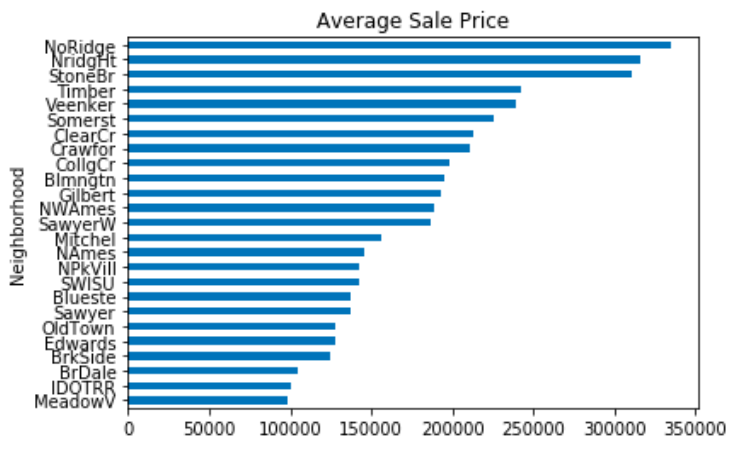 Average Sale Price
Neighborhood
NoRidge
NridgHt
StoneBr
Timber
Veenker
Somerst
ClearCr
Crawfor
CollgCr
Blmngtn
Gilbert
NWAmes
SawyerW
Mitchel
NAmes
NPkVill
SWISU
Blueste
Sawyer
OldTown
Edwards
BrkSide
BrDale
IDOTRR
MeadowV
0 50000 100000 150000 200000 250000 300000 350000